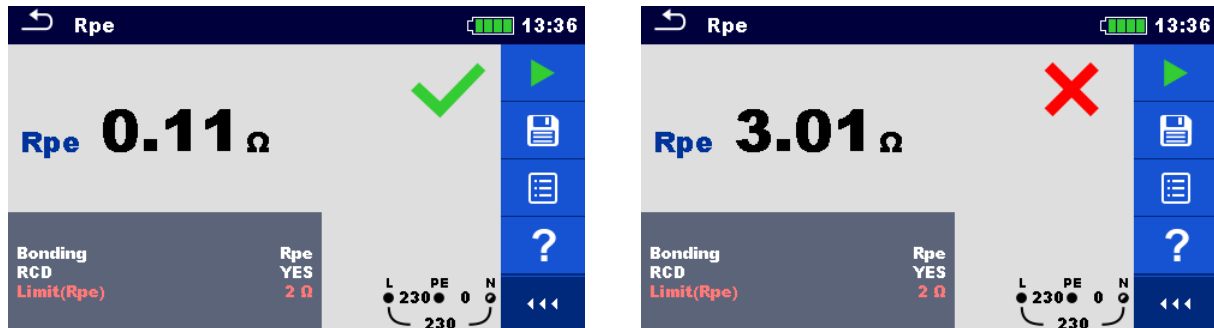 Rpe 13:36
Rpe 0.11 Ω
?
Bonding Rpe
RCD YES
Limit(Rpe) 2 Ω
L PE N
230 0
230
Rpe 13:36
Rpe 3.01 Ω
?
Bonding Rpe
RCD YES
Limit(Rpe) 2 Ω
L PE N
230 0
230